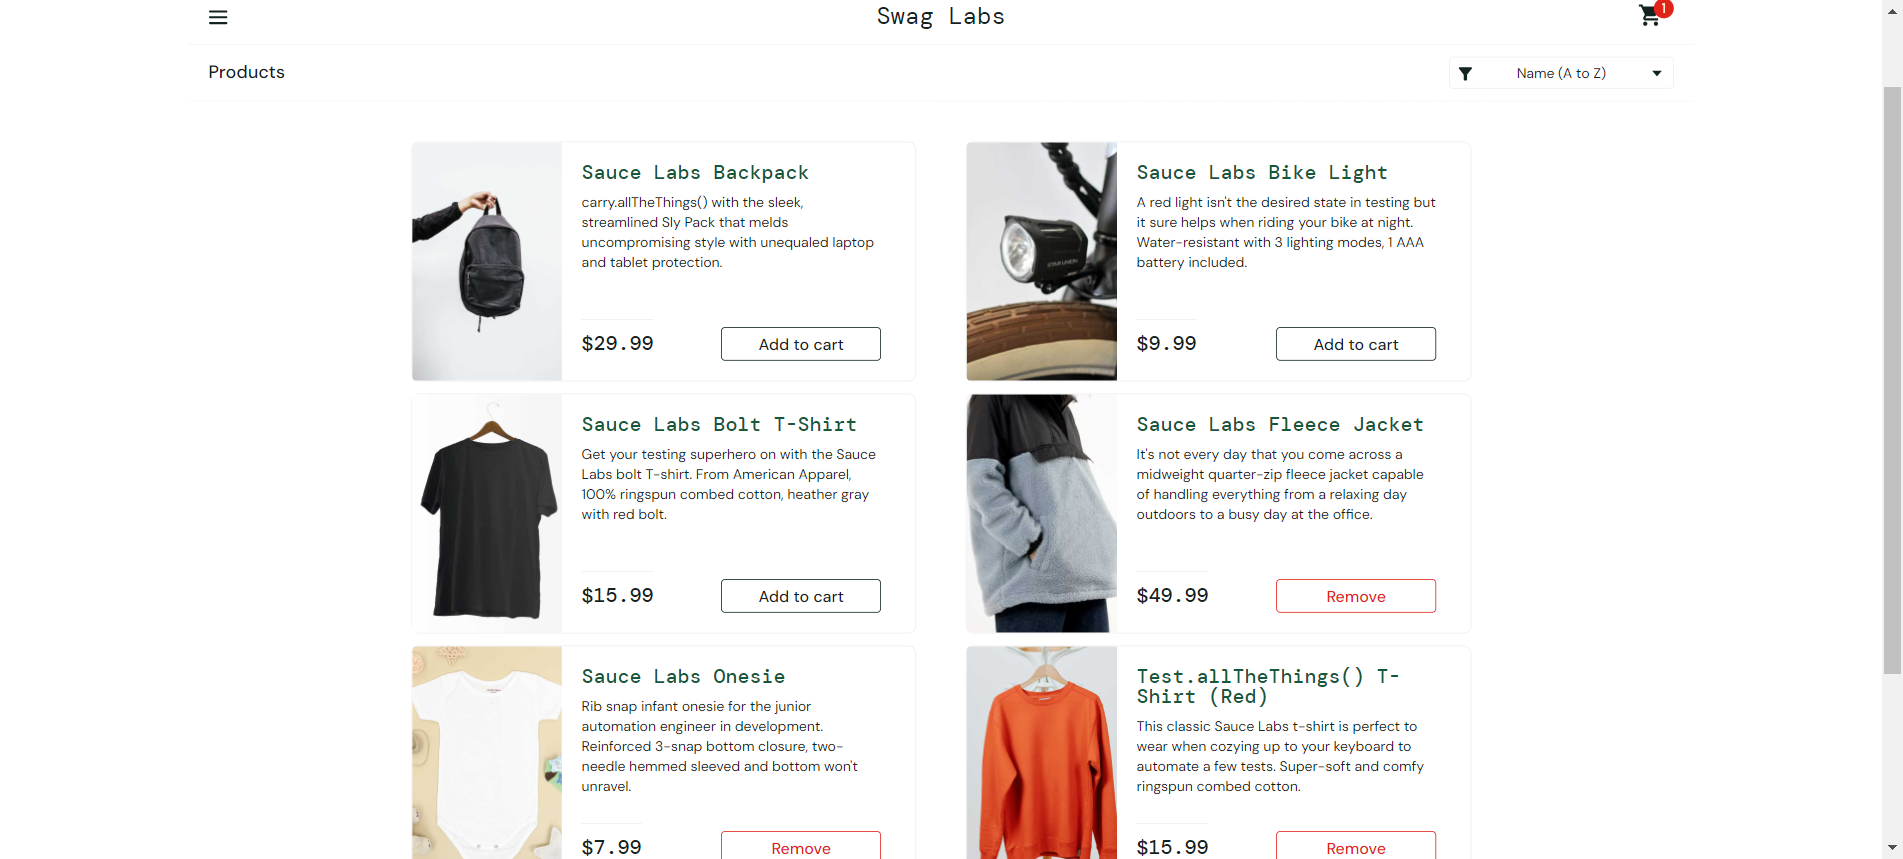 Swag Labs
1
Products
Name (A to Z)
Sauce Labs Backpack
carry.allTheThings() with the sleek,
streamlined Sly Pack that melds
uncompromising style with unequaled laptop
and tablet protection.
$29.99
Add to cart
Sauce Labs Bike Light
A red light isn't the desired state in testing but
it sure helps when riding your bike at night.
Water-resistant with 3 lighting modes, 1 AAA
battery included.
$9.99
Add to cart
Sauce Labs Bolt T-Shirt
Get your testing superhero on with the Sauce
Labs bolt T-shirt. From American Apparel,
100% ringspun combed cotton, heather gray
with red bolt.
$15.99
Add to cart
Sauce Labs Fleece Jacket
It's not every day that you come across a
midweight quarter-zip fleece jacket capable
of handling everything from a relaxing day
outdoors to a busy day at the office.
$49.99
Remove
Sauce Labs Onesie
Rib snap infant onesie for the junior
automation engineer in development.
Reinforced 3-snap bottom closure, two-
needle hemmed sleeved and bottom won't
unravel.
$7.99
Remove
Test.allTheThings() T-
Shirt (Red)
This classic Sauce Labs t-shirt is perfect to
wear when cozying up to your keyboard to
automate a few tests. Super-soft and comfy
ringspun combed cotton.
$15.99
Remove